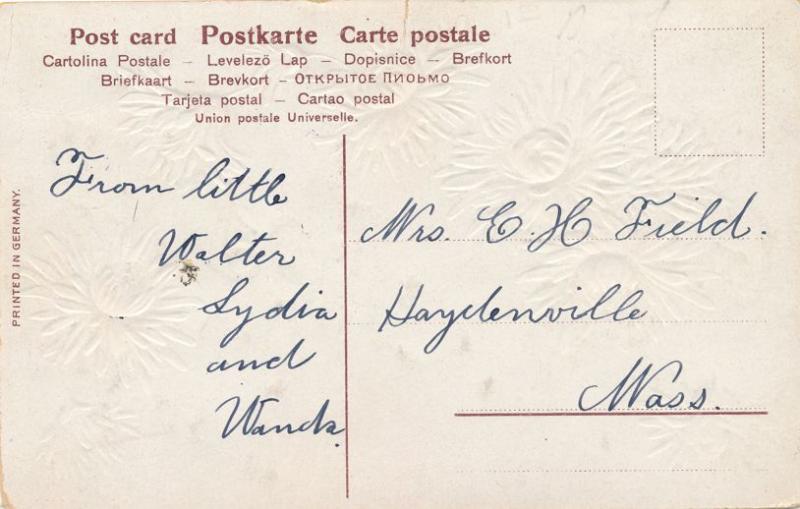 Post card Postkarte Carte postale
Cartolina Postale – Levelező Lap – Dopisnice – Brefkort
Briefkaart – Brevkort – Открытое Письмо
Tarjeta postal – Cartao postal
Union postale Universelle.
PRINTED IN GERMANY.
From little
Walter
Lydia
and
Wanda.
Mrs. E. H Field.
Haydenville
Mass.